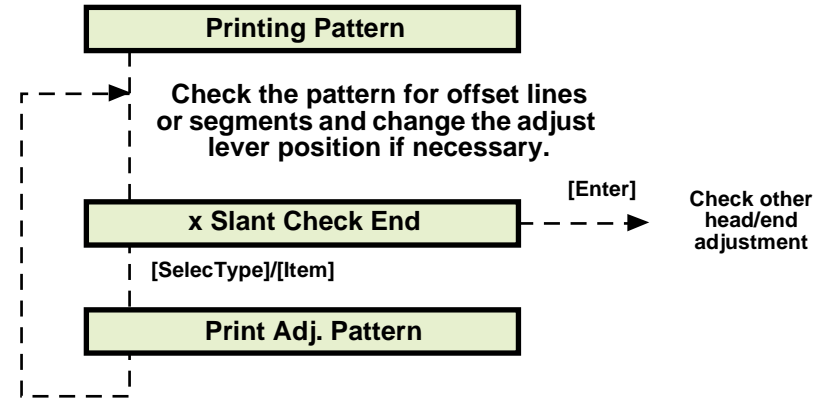 Printing Pattern
Check the pattern for offset lines
or segments and change the adjust
lever position if necessary.
[Enter]
x Slant Check End
Check other
head/end
adjustment
[SelecType]/[Item]
Print Adj. Pattern